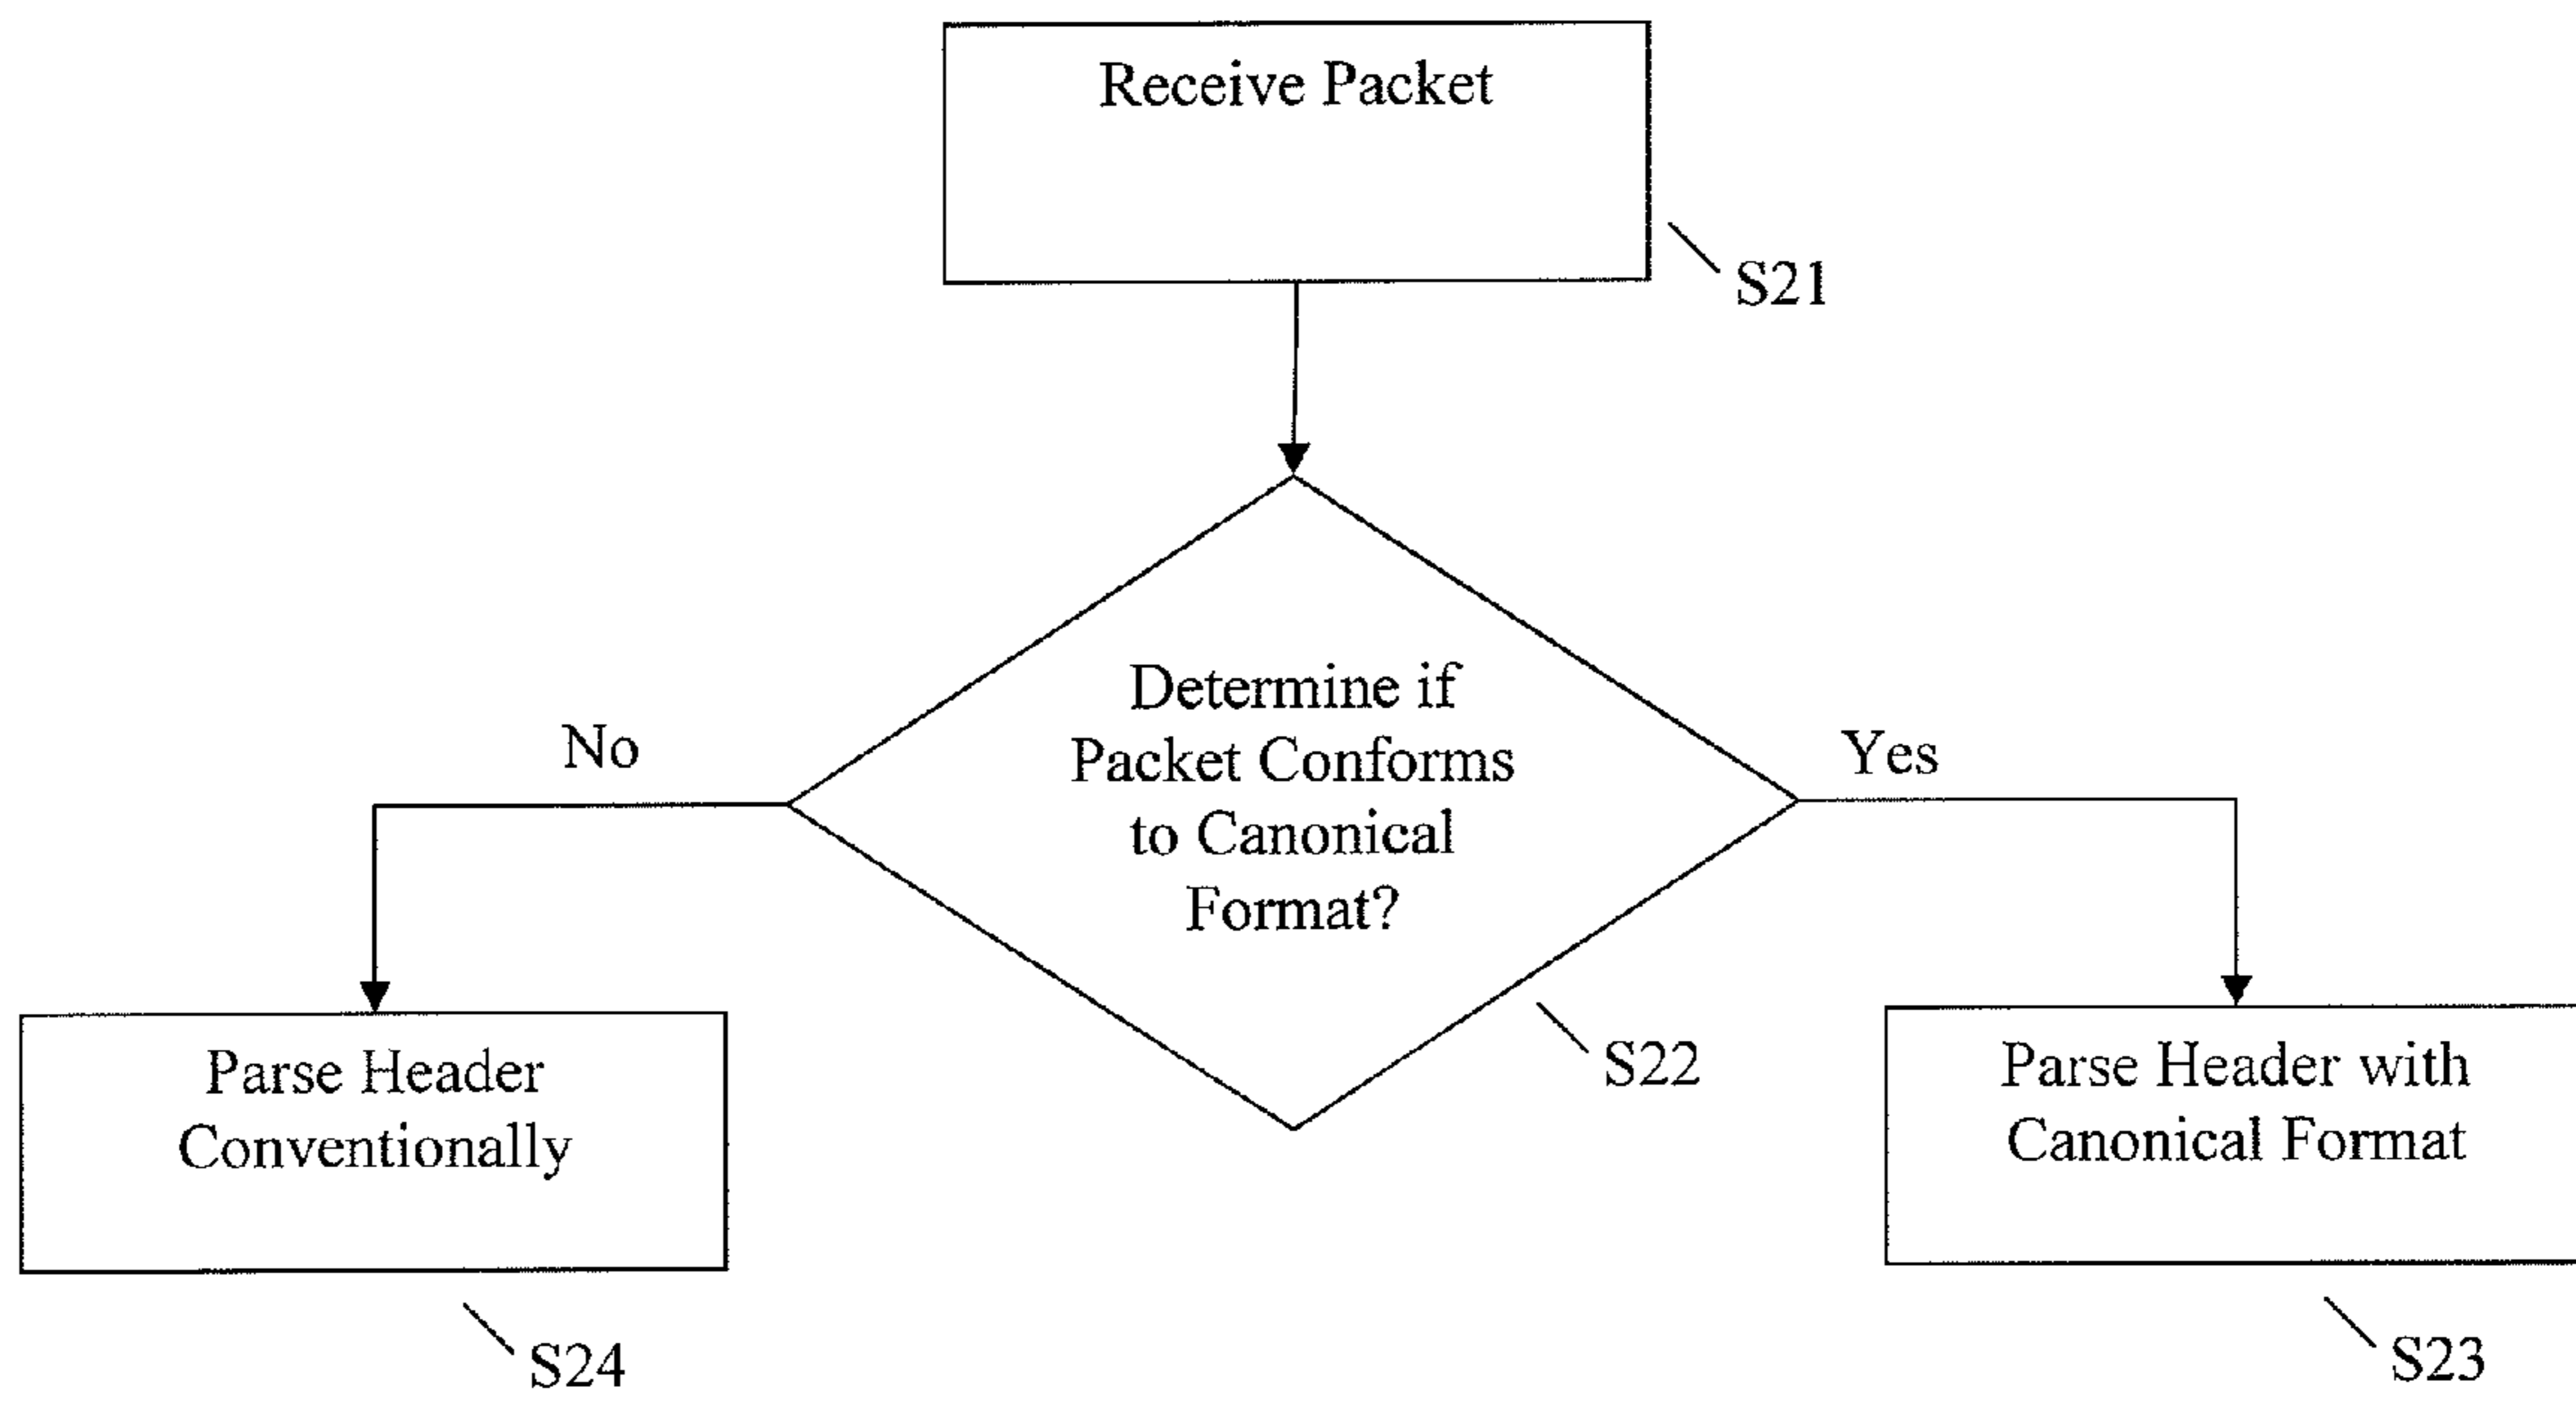 Receive Packet
S21
Determine if
Packet Conforms
to Canonical
Format?
No
Yes
S22
Parse Header
Conventionally
S24
Parse Header with
Canonical Format
S23